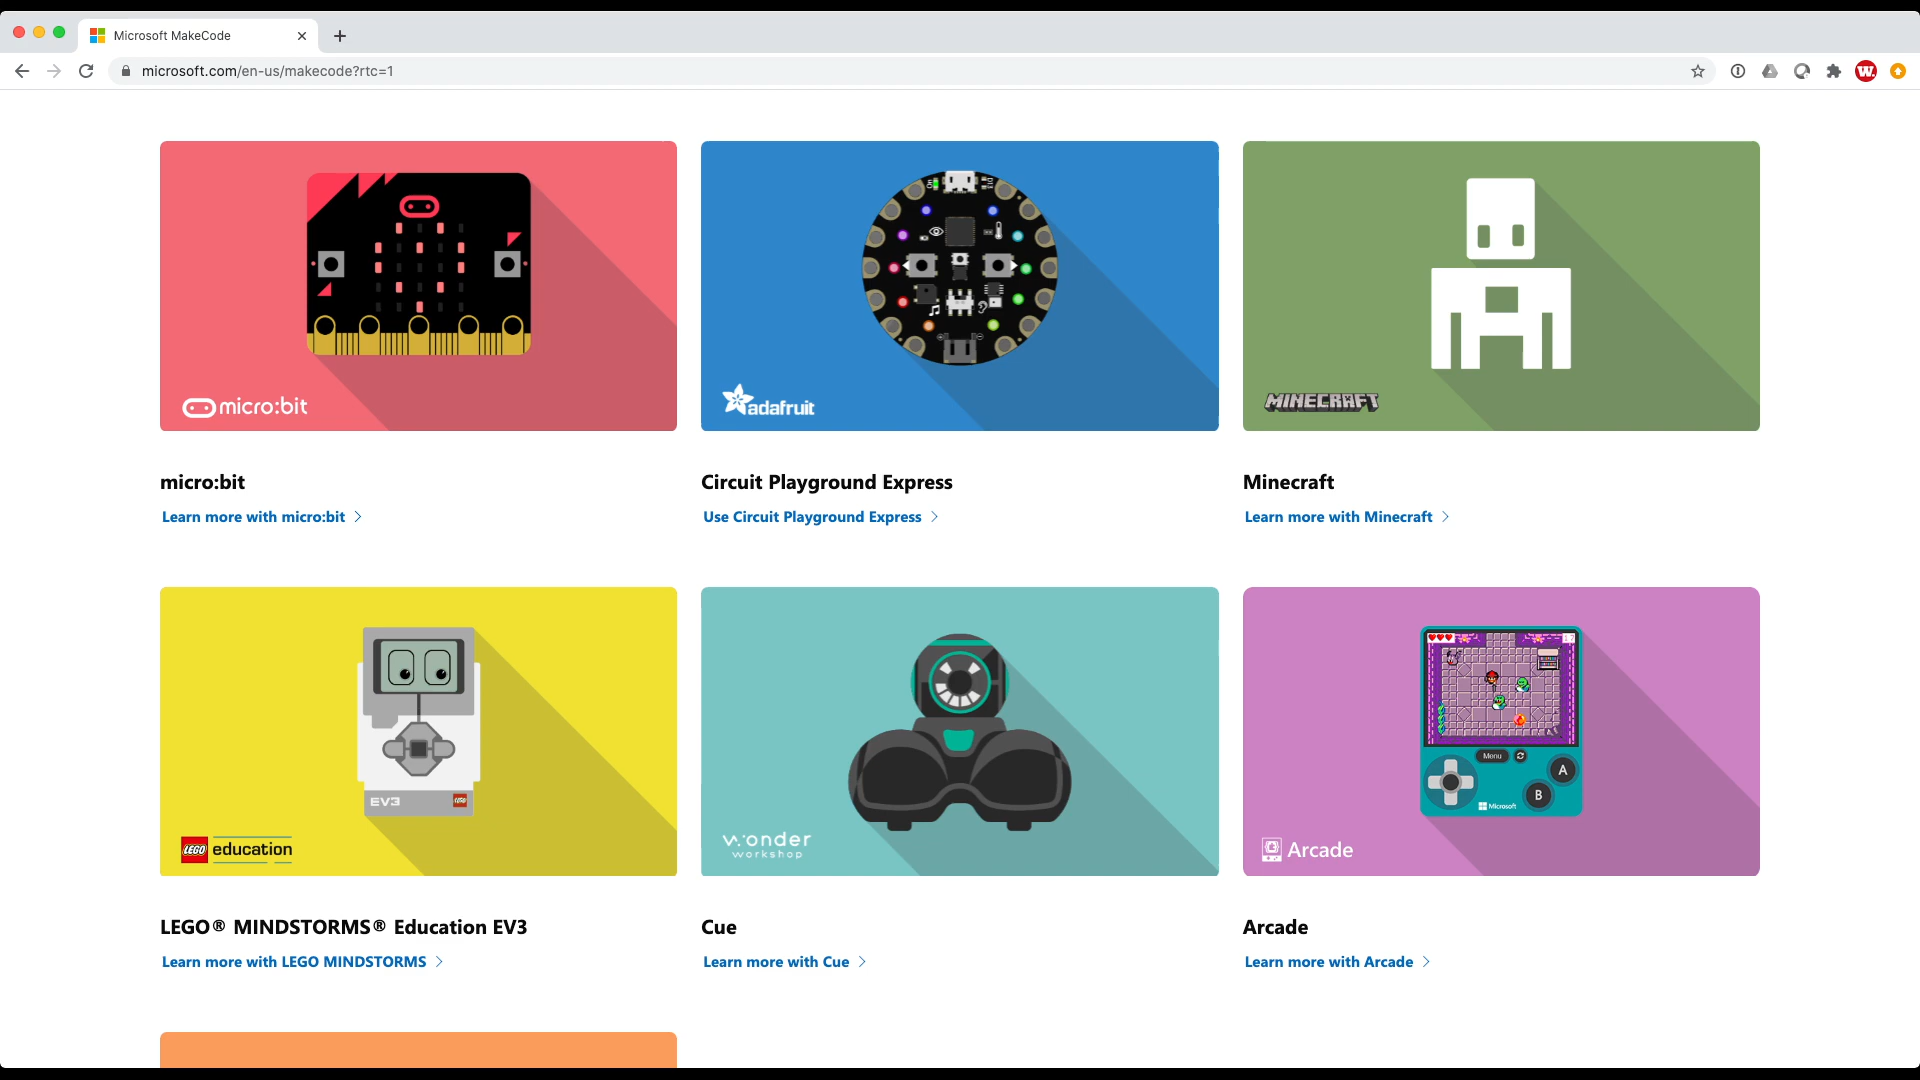 Microsoft MakeCode
microsoft.com/en-us/makecode?rtc=1
micro:bit
adafruit
MINECRAFT
micro:bit
Circuit Playground Express
Minecraft
Learn more with micro:bit
Use Circuit Playground Express
Learn more with Minecraft
EV3
LEGO
LEGO education
wonder
workshop
Menu
A
B
Microsoft
Arcade
LEGO® MINDSTORMS® Education EV3
Cue
Arcade
Learn more with LEGO MINDSTORMS
Learn more with Cue
Learn more with Arcade